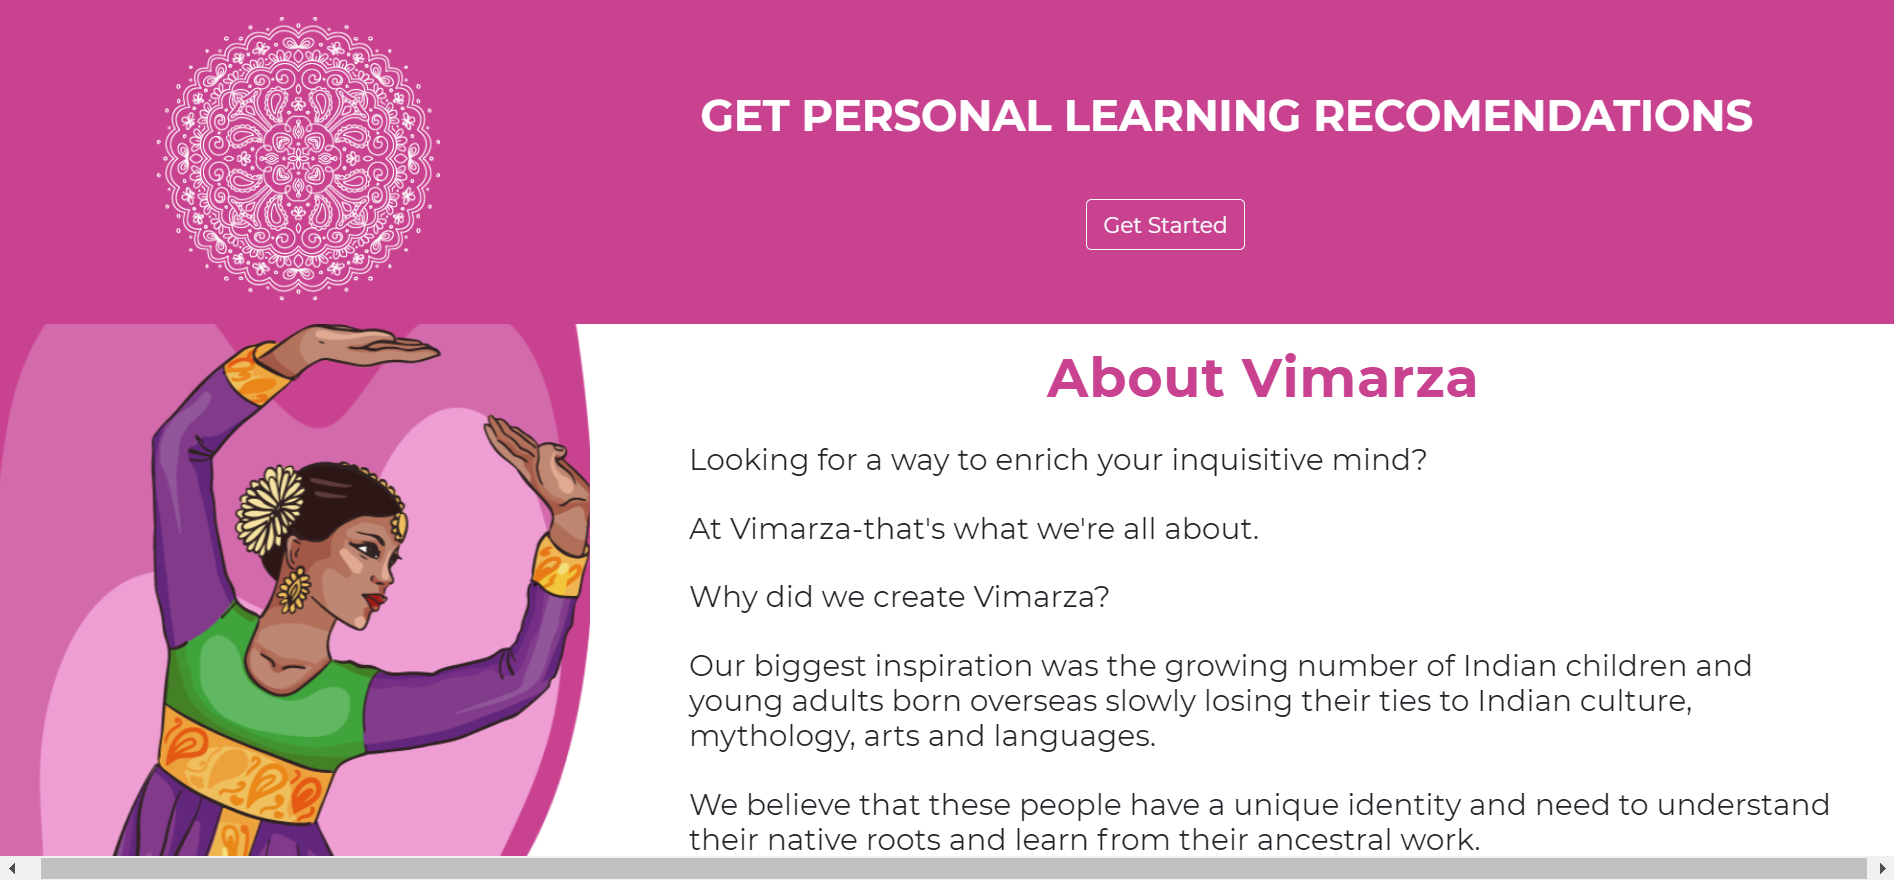 GET PERSONAL LEARNING RECOMENDATIONS
Get Started
About Vimarza
Looking for a way to enrich your inquisitive mind?
At Vimarza-that's what we're all about.
Why did we create Vimarza?
Our biggest inspiration was the growing number of Indian children and
young adults born overseas slowly losing their ties to Indian culture,
mythology, arts and languages.
We believe that these people have a unique identity and need to understand
their native roots and learn from their ancestral work.